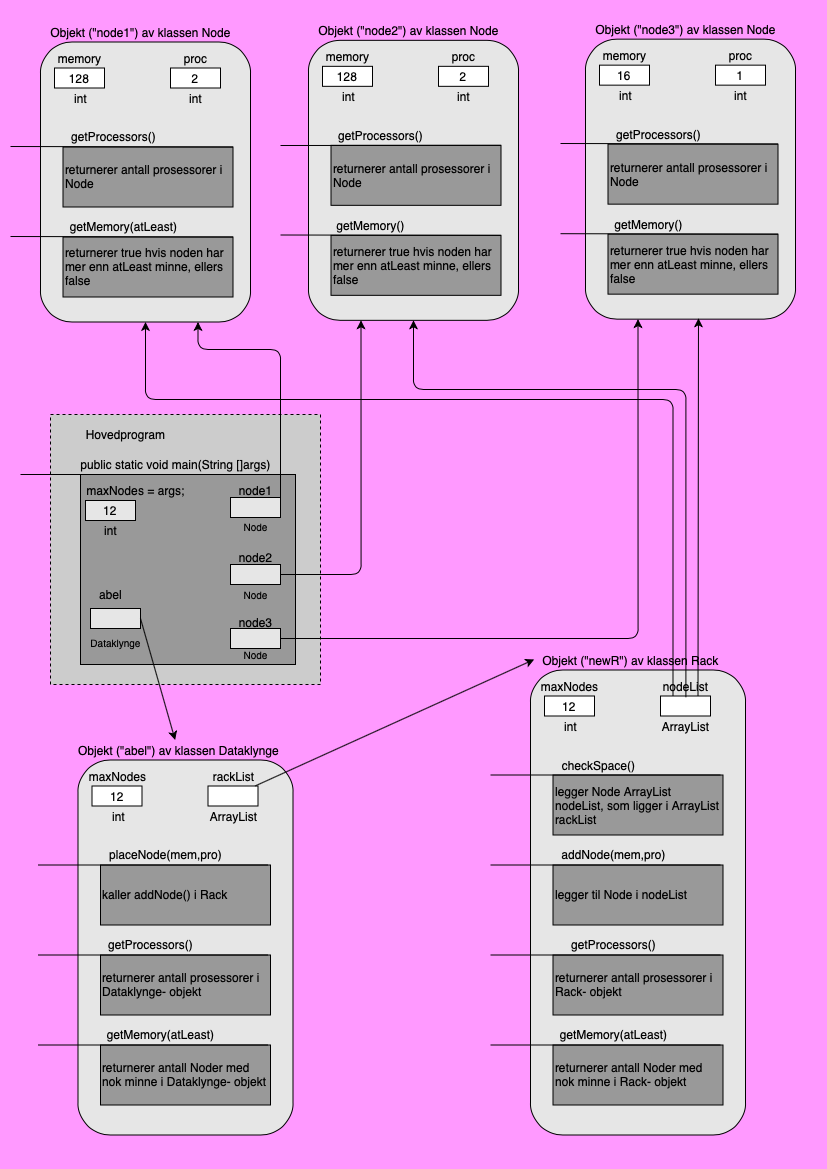 Objekt ("node1") av klassen Node
memory
proc
128
2
int
int
getProcessors()
returnerer antall prosessorer i
Node
getMemory(atLeast)
returnerer true hvis noden har
mer enn atLeast minne, ellers
false
Objekt ("node2") av klassen Node
memory
proc
128
2
int
int
getProcessors()
returnerer antall prosessorer i
Node
getMemory()
returnerer true hvis noden har
mer enn atLeast minne, ellers
false
Objekt ("node3") av klassen Node
memory
proc
16
1
int
int
getProcessors()
returnerer antall prosessorer i
Node
getMemory()
returnerer true hvis noden har
mer enn atLeast minne, ellers
false
Hovedprogram
public static void main(String []args)
maxNodes = args;
12
int
node1
Node
node2
Node
abel
Dataklynge
node3
Node
Objekt ("abel") av klassen Dataklynge
maxNodes
rackList
12
int
ArrayList
placeNode(mem,pro)
kaller addNode() i Rack
getProcessors()
returnerer antall prosessorer i
Dataklynge- objekt
getMemory(atLeast)
returnerer antall Noder med
nok minne i Dataklynge- objekt
Objekt ("newR") av klassen Rack
maxNodes
nodeList
12
int
ArrayList
checkSpace()
legger Node ArrayList
nodeList, som ligger i ArrayList
rackList
addNode(mem,pro)
legger til Node i nodeList
getProcessors()
returnerer antall prosessorer i
Rack- objekt
getMemory(atLeast)
returnerer antall Noder med
nok minne i Rack- objekt